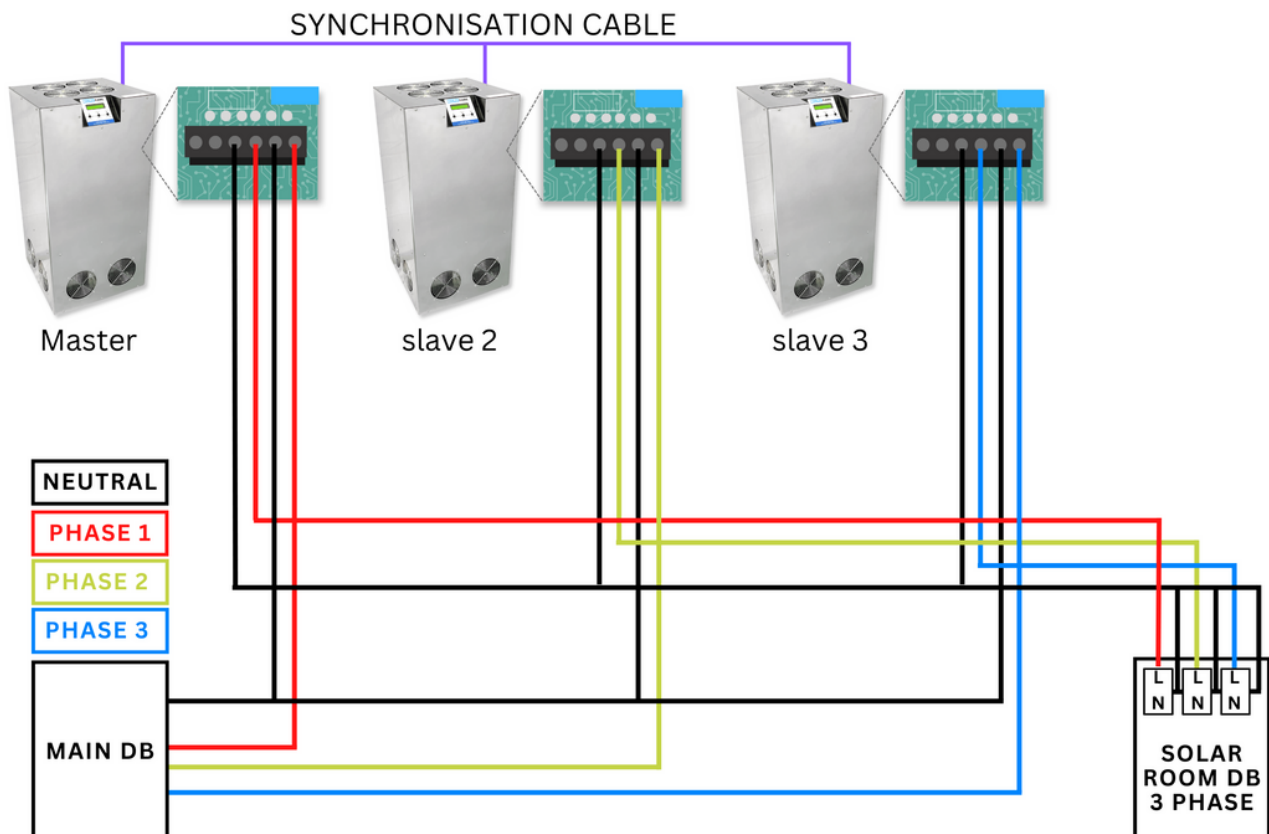 SYNCHRONISATION CABLE
Master
slave 2
slave 3
NEUTRAL
PHASE 1
PHASE 2
PHASE 3
MAIN DB
L
N
L
N
L
N
SOLAR
ROOM DB
3 PHASE